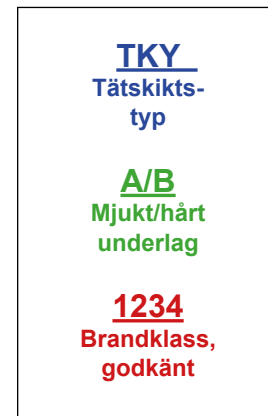 TKY
Tätskikts-
typ
A/B
Mjukt/hårt
underlag
1234
Brandklass,
godkänt